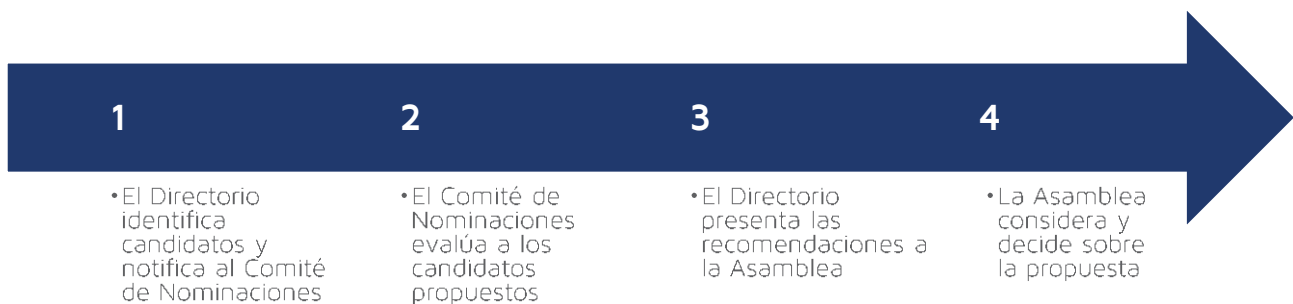 1
• El Directorio
identifica
candidatos y
notifica al Comité
de Nominaciones
2
• El Comité de
Nominaciones
evalúa a los
candidatos
propuestos
3
• El Directorio
presenta las
recomendaciones a
la Asamblea
4
• La Asamblea
considera y
decide sobre
la propuesta